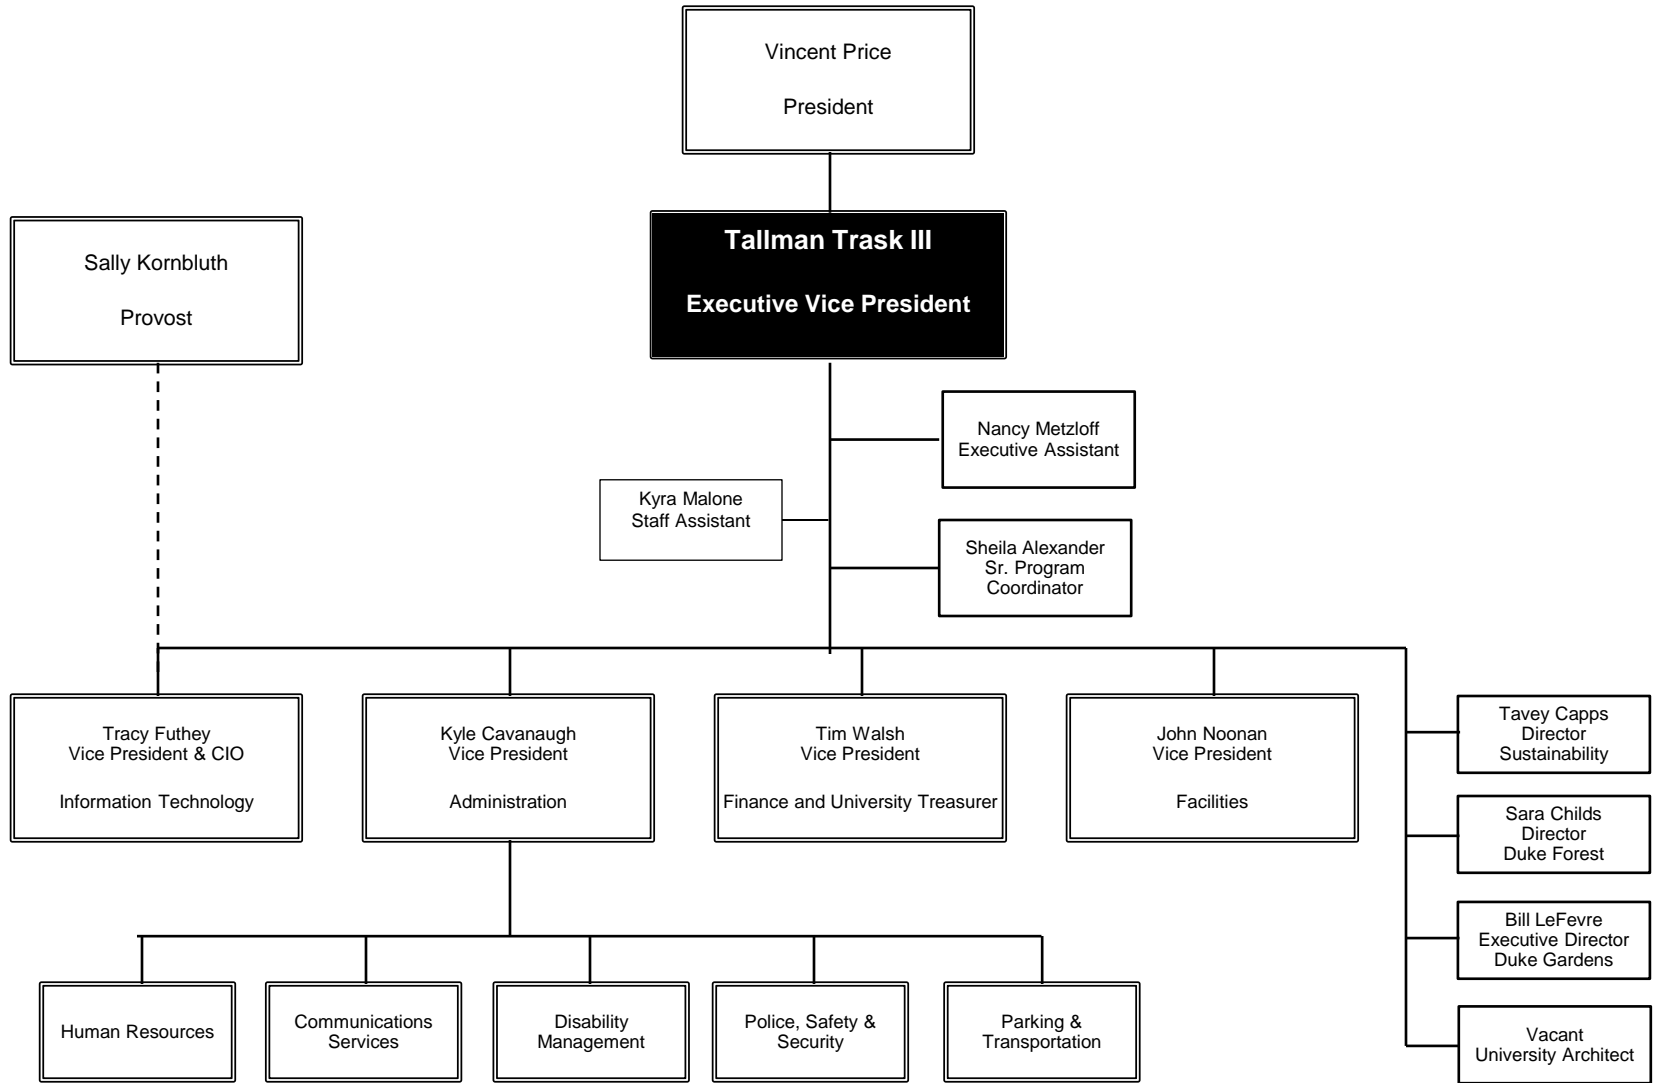 Vincent Price
President
Tallman Trask III
Executive Vice President
Sally Kornbluth
Provost
Nancy Metzloff
Executive Assistant
Kyra Malone
Staff Assistant
Sheila Alexander
Sr. Program
Coordinator
Tracy Futhey
Vice President & CIO
Information Technology
Kyle Cavanaugh
Vice President
Administration
Tim Walsh
Vice President
Finance and University Treasurer
John Noonan
Vice President
Facilities
Tavey Capps
Director
Sustainability
Sara Childs
Director
Duke Forest
Bill LeFevre
Executive Director
Duke Gardens
Vacant
University Architect
Human Resources
Communications
Services
Disability
Management
Police, Safety &
Security
Parking &
Transportation